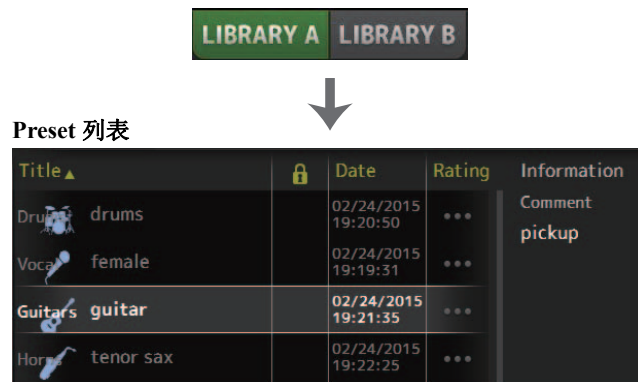 LIBRARY A LIBRARY B
Preset 列表
Title▲ Date Rating Information
Comment
pickup
Drums drums 02/24/2015
19:20:50 •••
Vocal female 02/24/2015
19:19:31 •••
Guitars guitar 02/24/2015
19:21:35 •••
Horns tenor sax 02/24/2015
19:22:25 •••